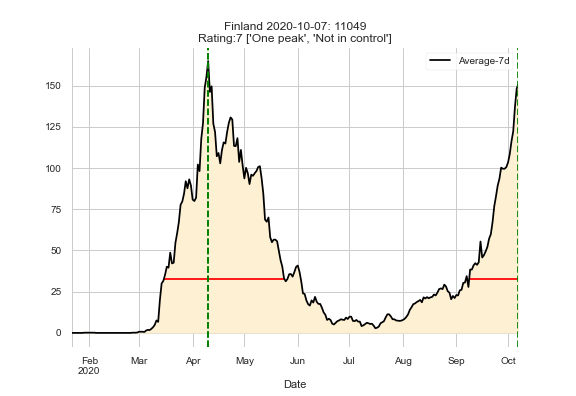 Finland 2020-10-07: 11049
Rating:7 ['One peak', 'Not in control']
Average-7d
150
125
100
75
50
25
0
Feb Mar Apr May Jun Jul Aug Sep Oct
2020
Date